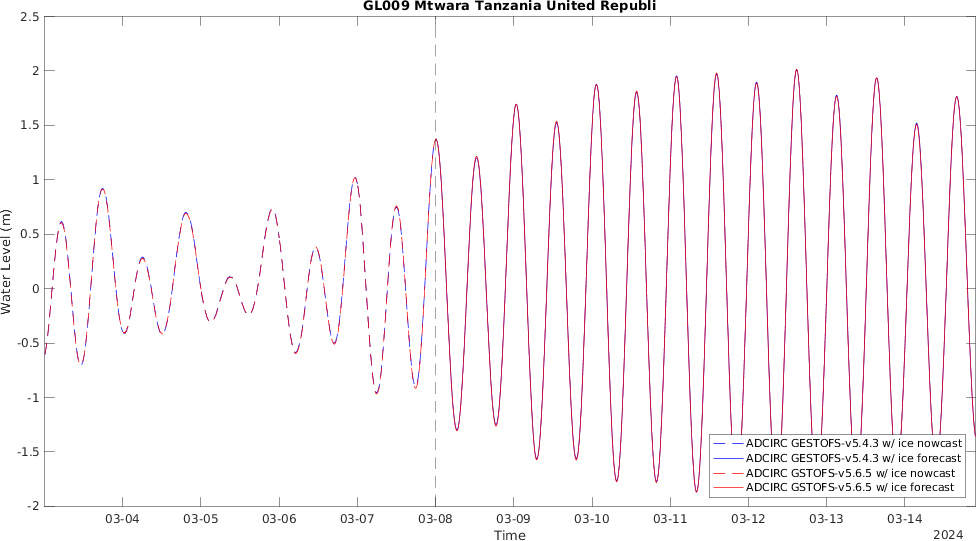 GL009 Mtwara Tanzania United Republi
2.5
2
1.5
1
0.5
0
-0.5
-1
-1.5
-2
Water Level (m)
ADCIRC GESTOFS-v5.4.3 w/ ice nowcast
ADCIRC GESTOFS-v5.4.3 w/ ice forecast
ADCIRC GSTOFS-v5.6.5 w/ ice nowcast
ADCIRC GSTOFS-v5.6.5 w/ ice forecast
03-04 03-05 03-06 03-07 03-08 03-09 03-10 03-11 03-12 03-13 03-14
Time
2024